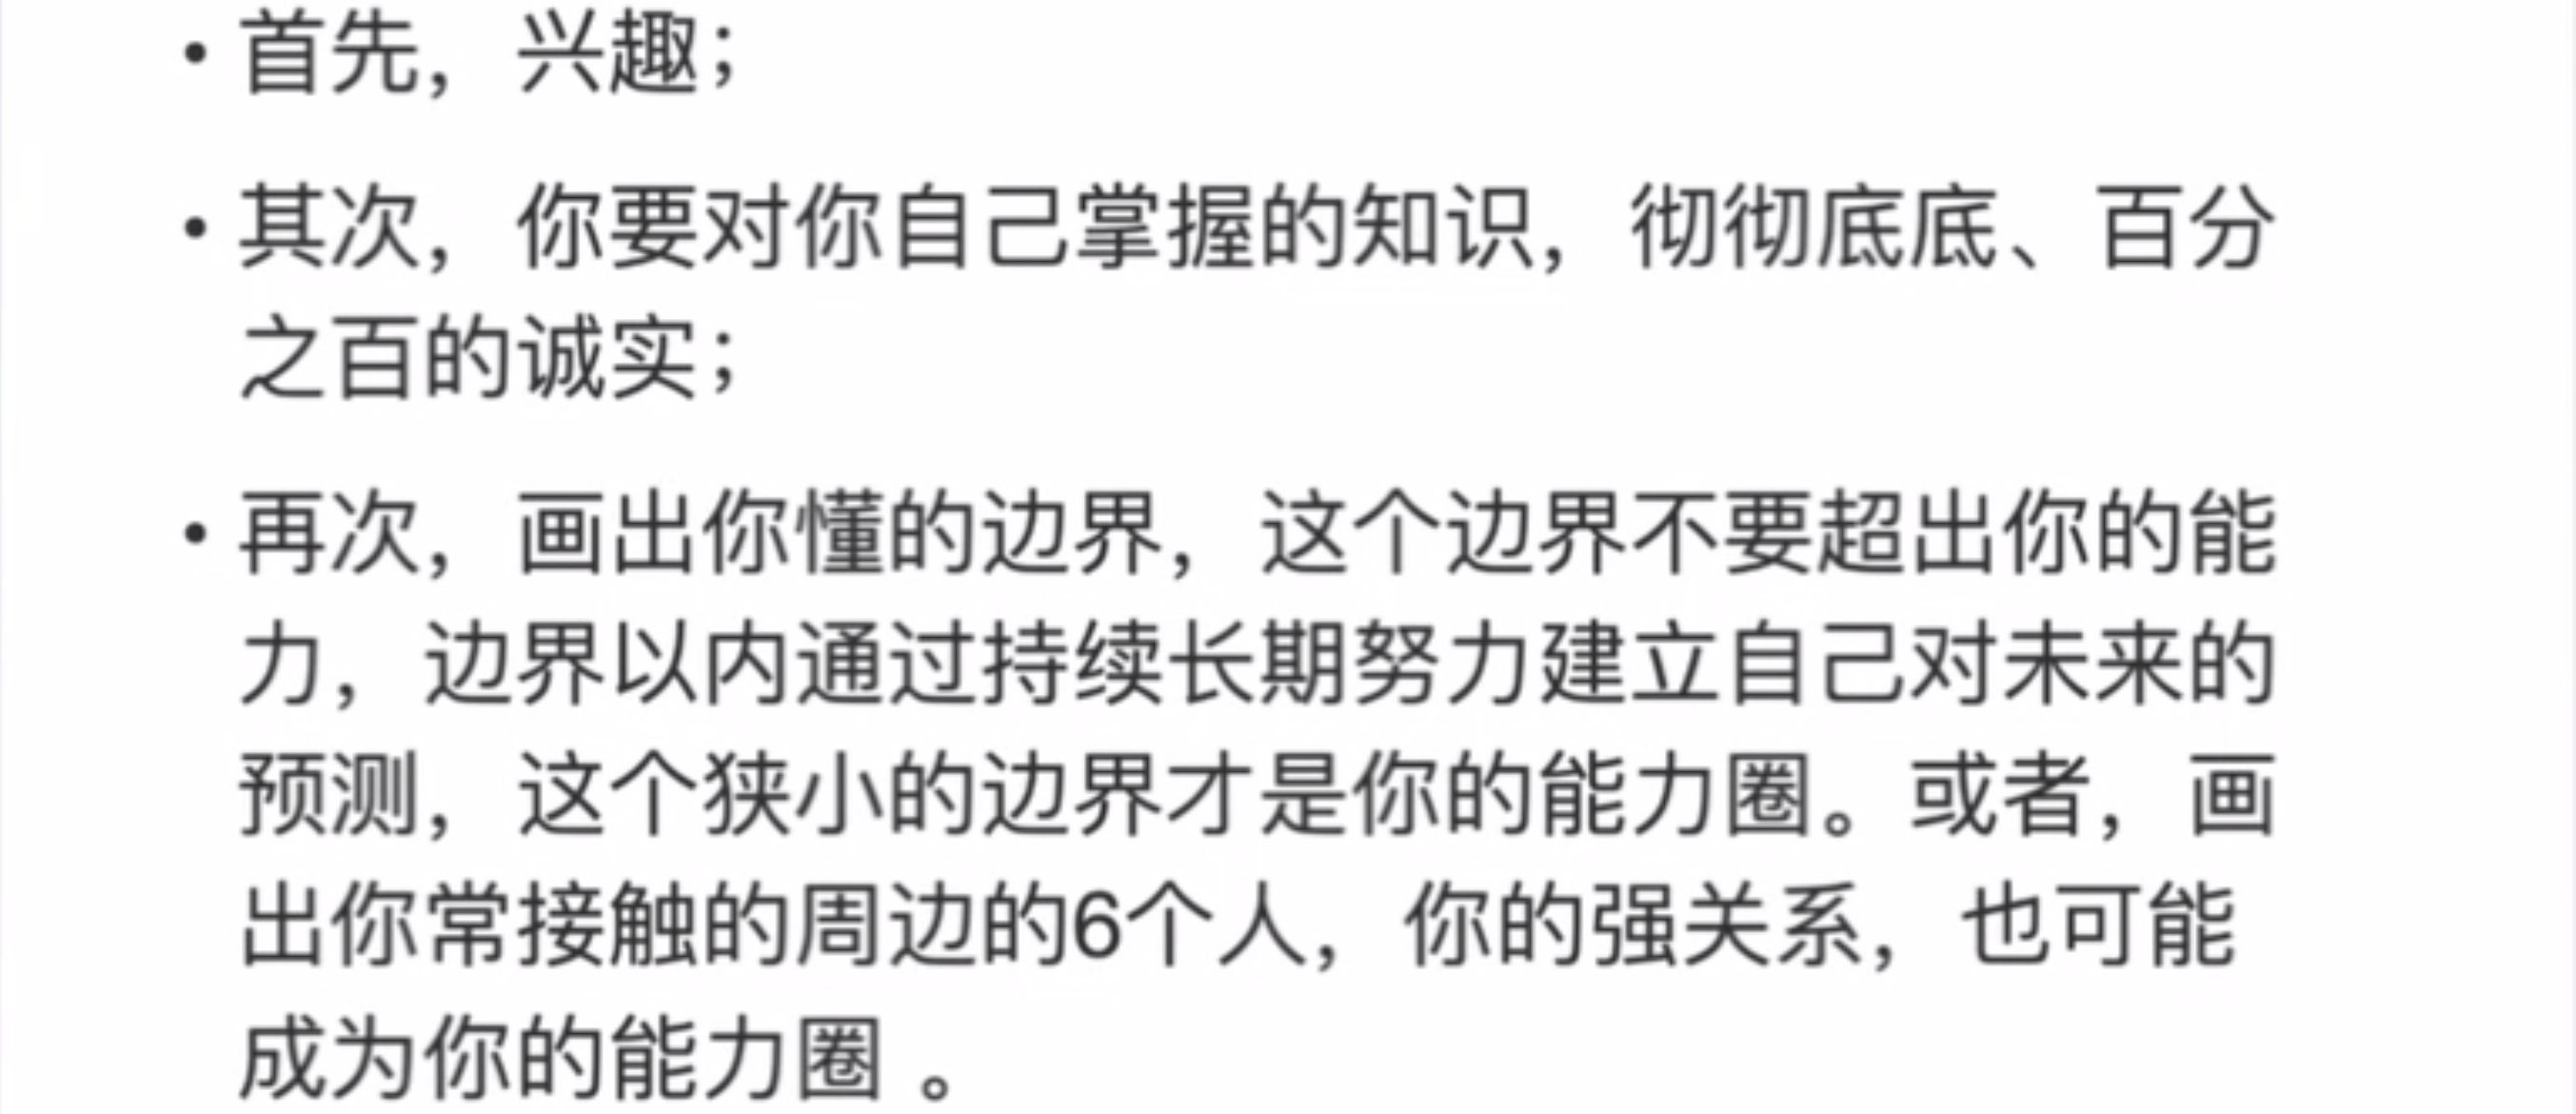 • 首先，兴趣；
• 其次，你要对你自己掌握的知识，彻彻底底、百分
之百的诚实；
• 再次，画出你懂的边界，这个边界不要超出你的能
力，边界以内通过持续长期努力建立自己对未来的
预测，这个狭小的边界才是你的能力圈。或者，画
出你常接触的周边的6个人，你的强关系，也可能
成为你的能力圈 。